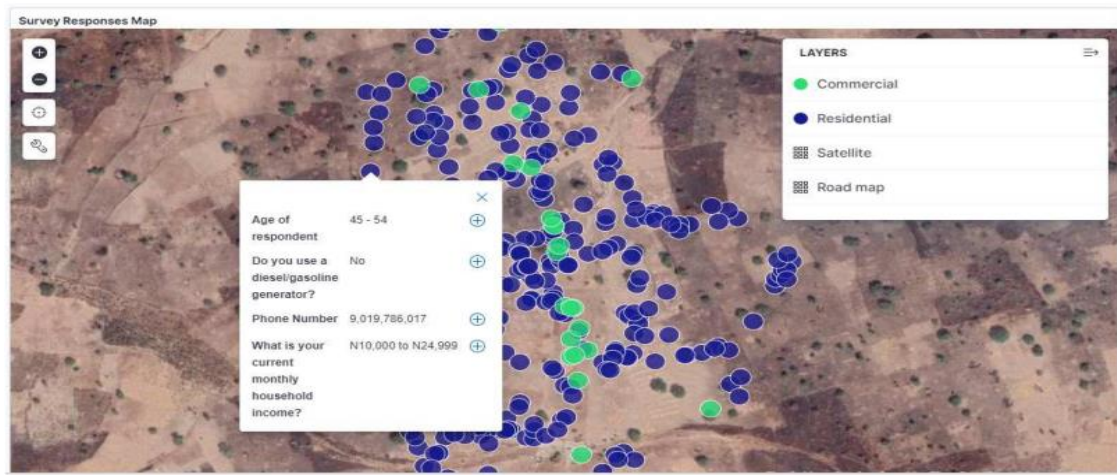 Survey Responses Map
LAYERS
Commercial
Residential
Satellite
Road map
Age of respondent
45 - 54
Do you use a diesel/gasoline generator?
No
Phone Number
9,019,786,017
What is your current monthly household income?
N10,000 to N24,999